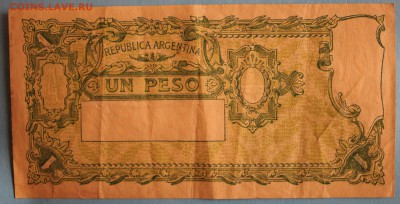 COINS.LAVE.RU
REPUBLICA ARGENTINA
UN PESO
1 1